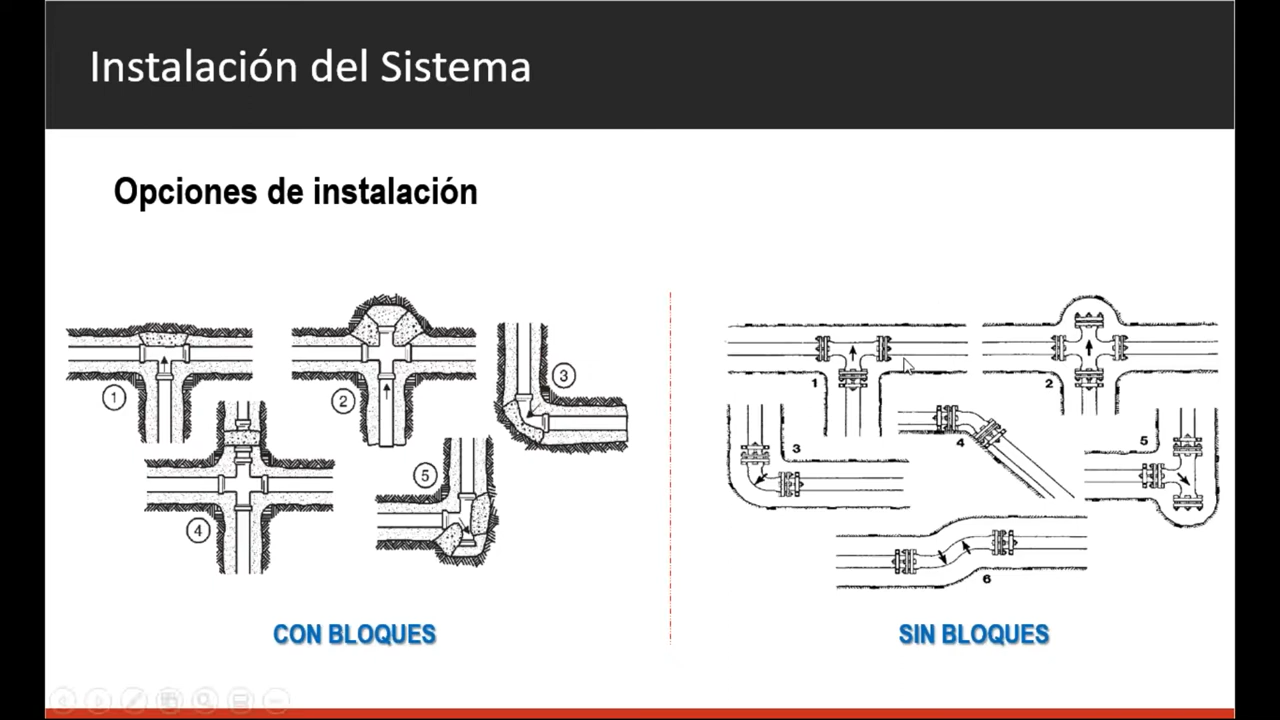 Instalación del Sistema
Opciones de instalación
1
2
3
4
5
CON BLOQUES
1
2
3
4
5
6
SIN BLOQUES